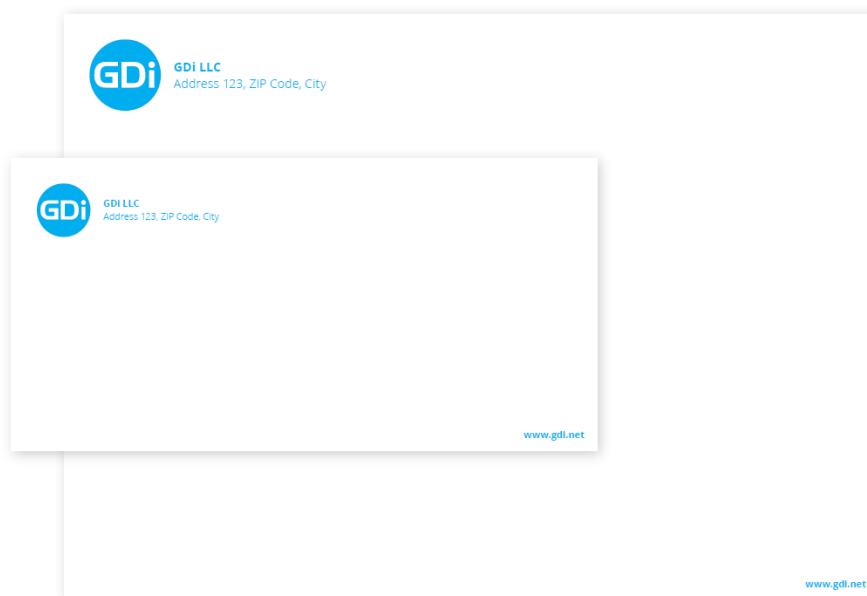 GDi
GDi LLC
Address 123, ZIP Code, City
GDi
GDI LLC
Address 123, ZIP Code, City
www.gdi.net
www.gdi.net